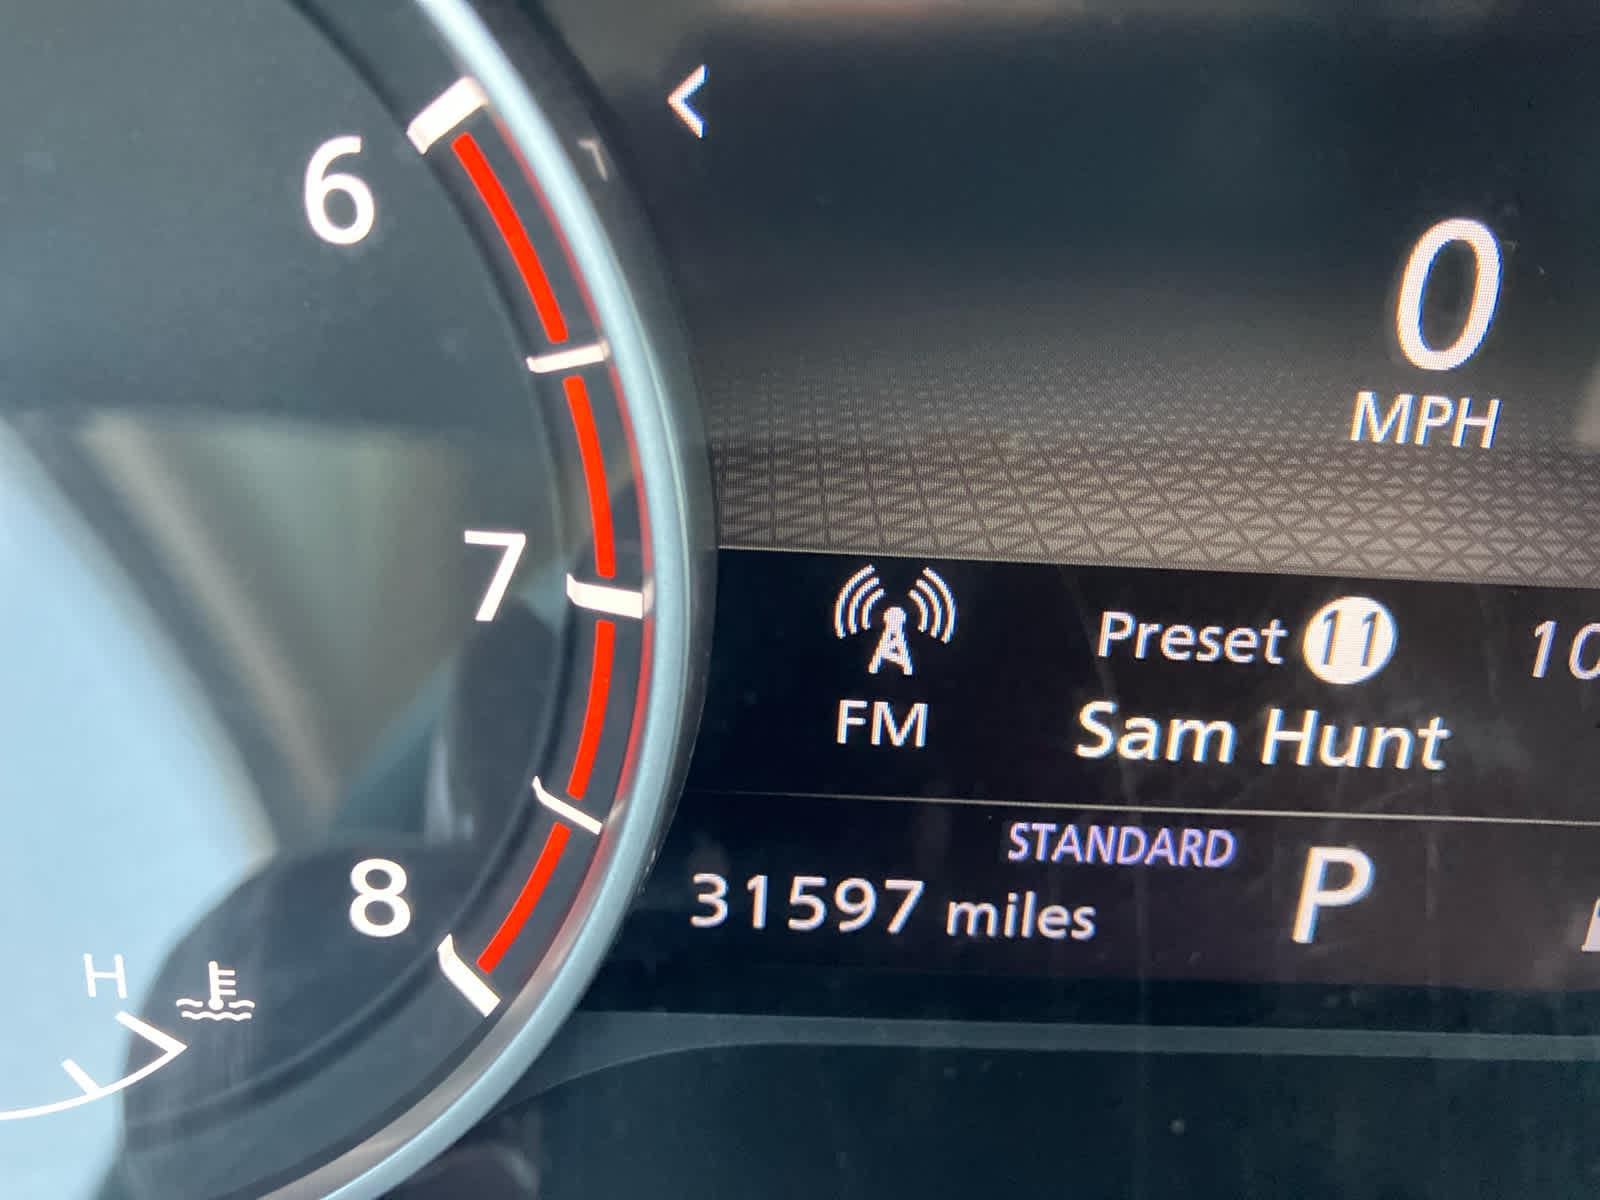 6
7
8
H
0
MPH
Preset 11
FM
Sam Hunt
STANDARD
31597 miles
P